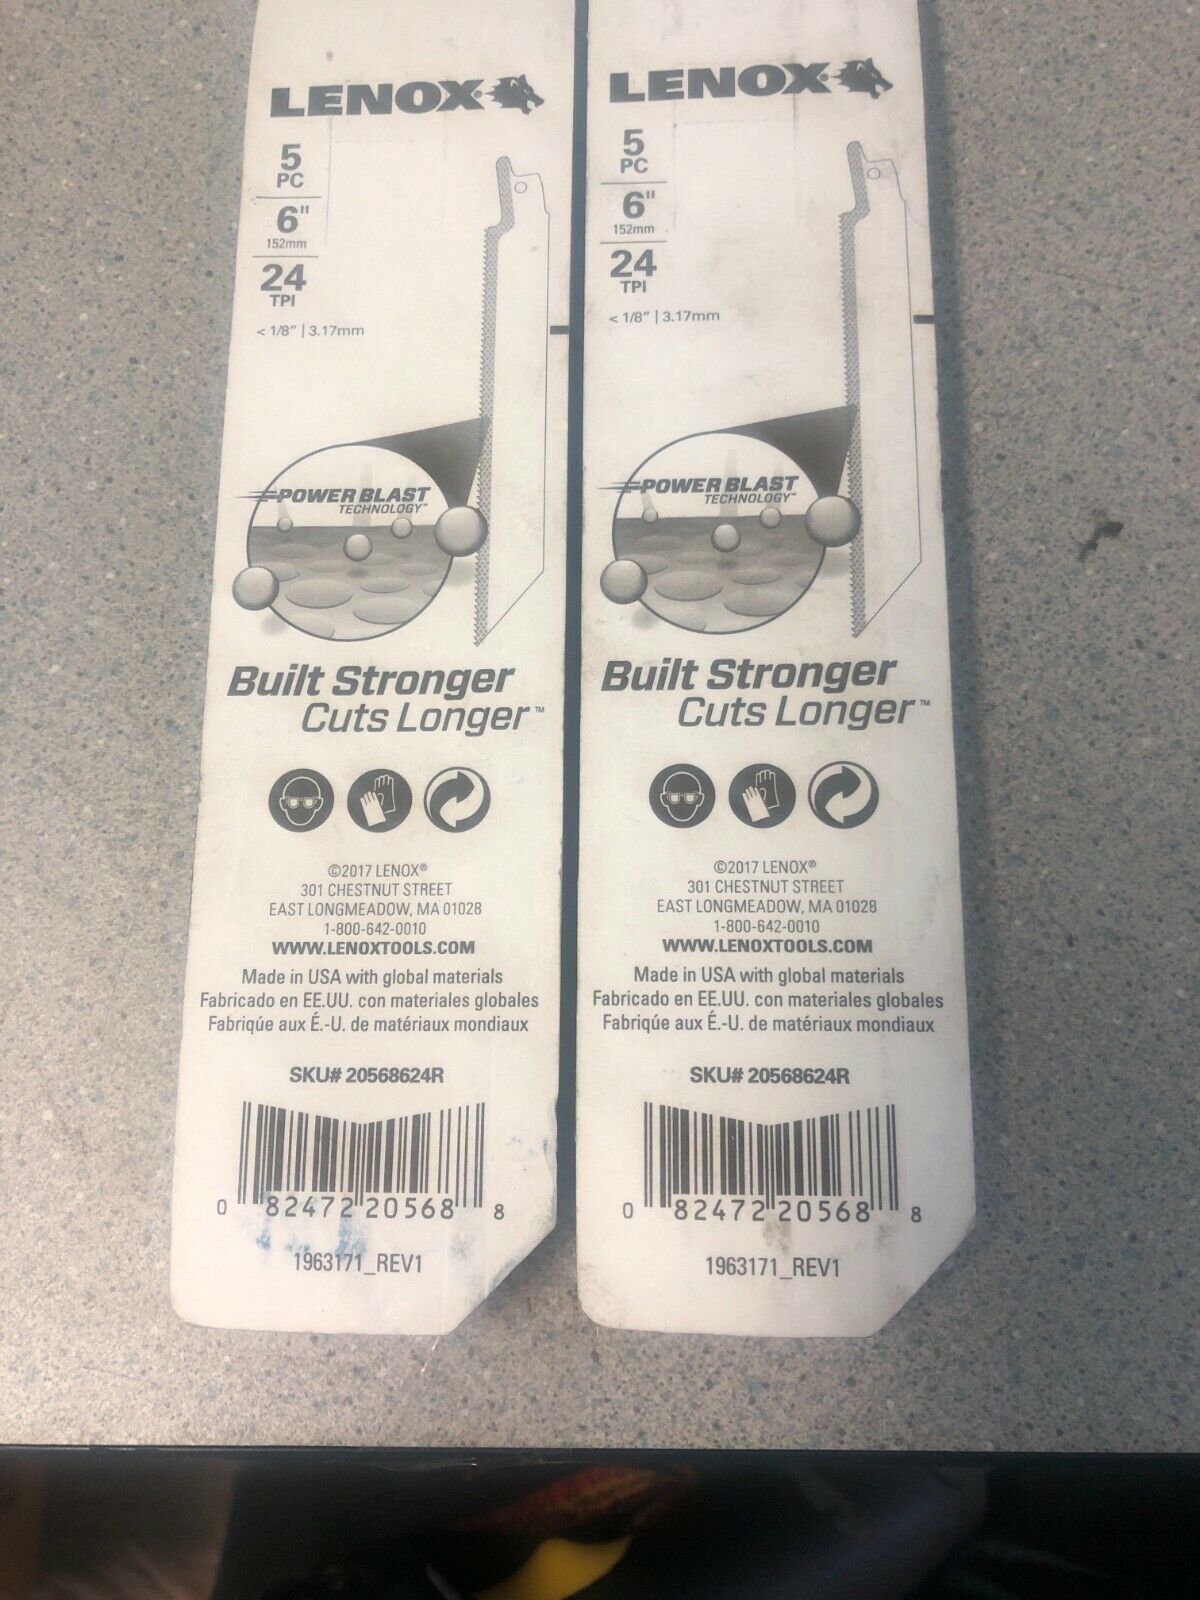 LENOX®
5
PC
6"
152mm
24
TPI
< 1/8" | 3.17mm
POWER BLAST
TECHNOLOGY™
Built Stronger
Cuts Longer™
©2017 LENOX®
301 CHESTNUT STREET
EAST LONGMEADOW, MA 01028
1-800-642-0010
WWW.LENOXTOOLS.COM
Made in USA with global materials
Fabricado en EE.UU. con materiales globales
Fabriqúe aux É.-U. de matériaux mondiaux
SKU# 20568624R
0 82472 20568 8
1963171_REV1
LENOX®
5
PC
6"
152mm
24
TPI
< 1/8" | 3.17mm
POWER BLAST
TECHNOLOGY™
Built Stronger
Cuts Longer™
©2017 LENOX®
301 CHESTNUT STREET
EAST LONGMEADOW, MA 01028
1-800-642-0010
WWW.LENOXTOOLS.COM
Made in USA with global materials
Fabricado en EE.UU. con materiales globales
Fabriqúe aux É.-U. de matériaux mondiaux
SKU# 20568624R
0 82472 20568 8
1963171_REV1